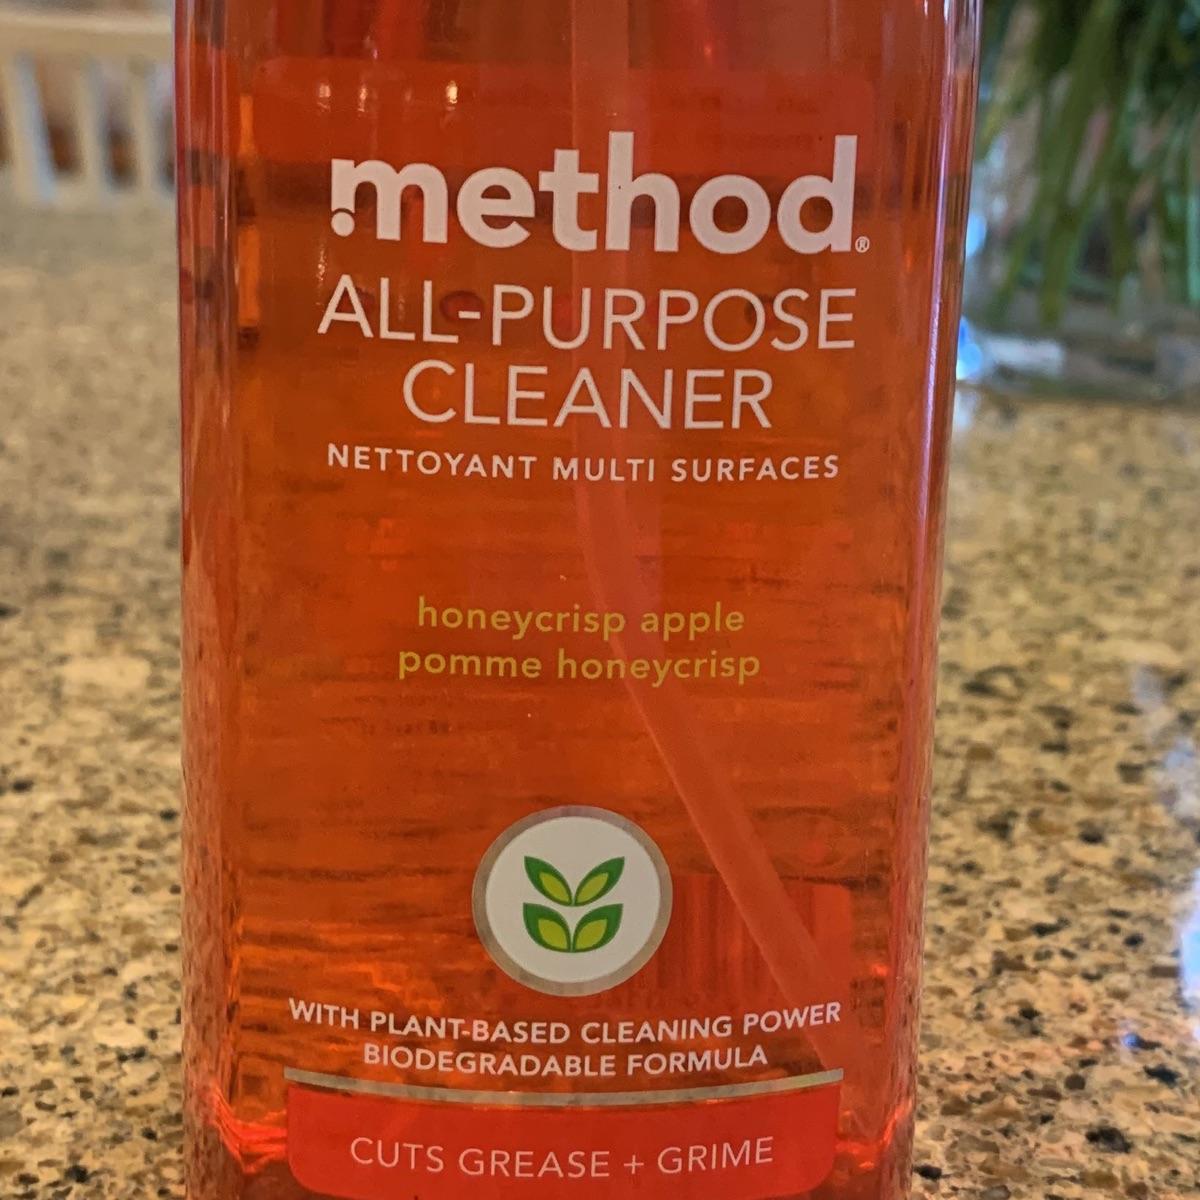 method®
ALL-PURPOSE
CLEANER
NETTOYANT MULTI SURFACES
honeycrisp apple
pomme honeycrisp
WITH PLANT-BASED CLEANING POWER
BIODEGRADABLE FORMULA
CUTS GREASE + GRIME